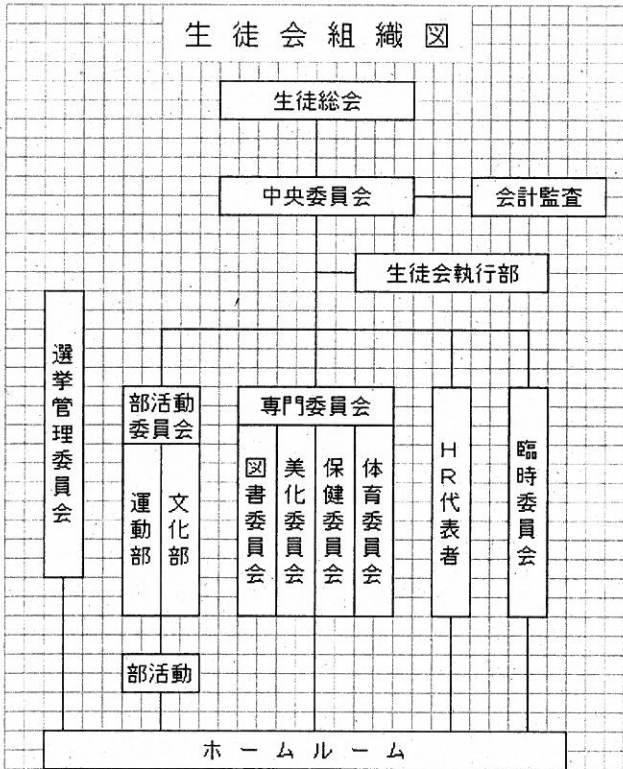 生徒会組織図
生徒総会
中央委員会
会計監査
生徒会執行部
選挙管理委員会
部活動
委員会
運動部
文化部
専門委員会
図書委員会
美化委員会
保健委員会
体育委員会
HR代表者
臨時委員会
部活動
ホームルーム